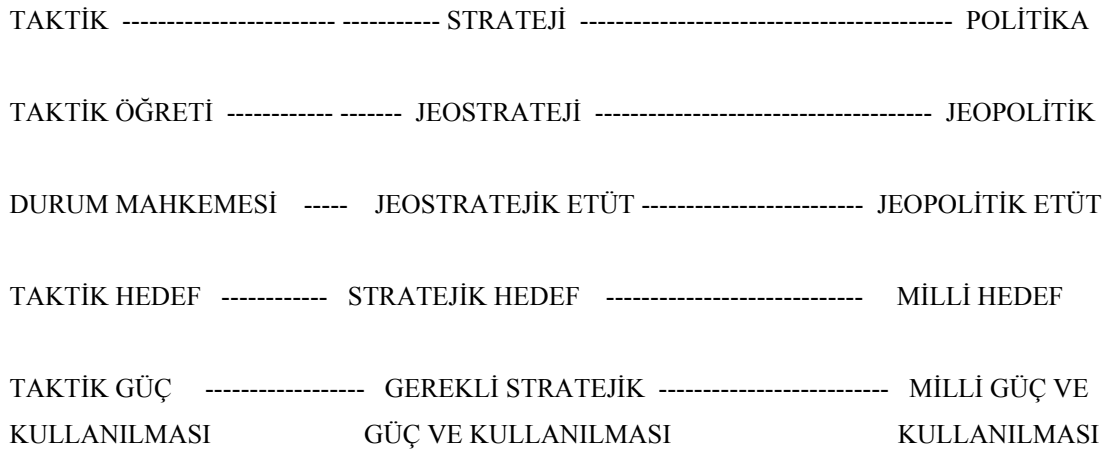 TAKTİK ------------------------ ----------- STRATEJİ ------------------------------------------ POLİTİKA
TAKTİK ÖĞRETİ ------------ ------- JEOSTRATEJİ -------------------------------------- JEOPOLİTİK
DURUM MAHKEMESİ ----- JEOSTRATEJİK ETÜT ------------------------- JEOPOLİTİK ETÜT
TAKTİK HEDEF ------------ STRATEJİK HEDEF ----------------------------- MİLLİ HEDEF
TAKTİK GÜÇ ------------------ GEREKLİ STRATEJİK -------------------------- MİLLİ GÜÇ VE
KULLANILMASI GÜÇ VE KULLANILMASI KULLANILMASI